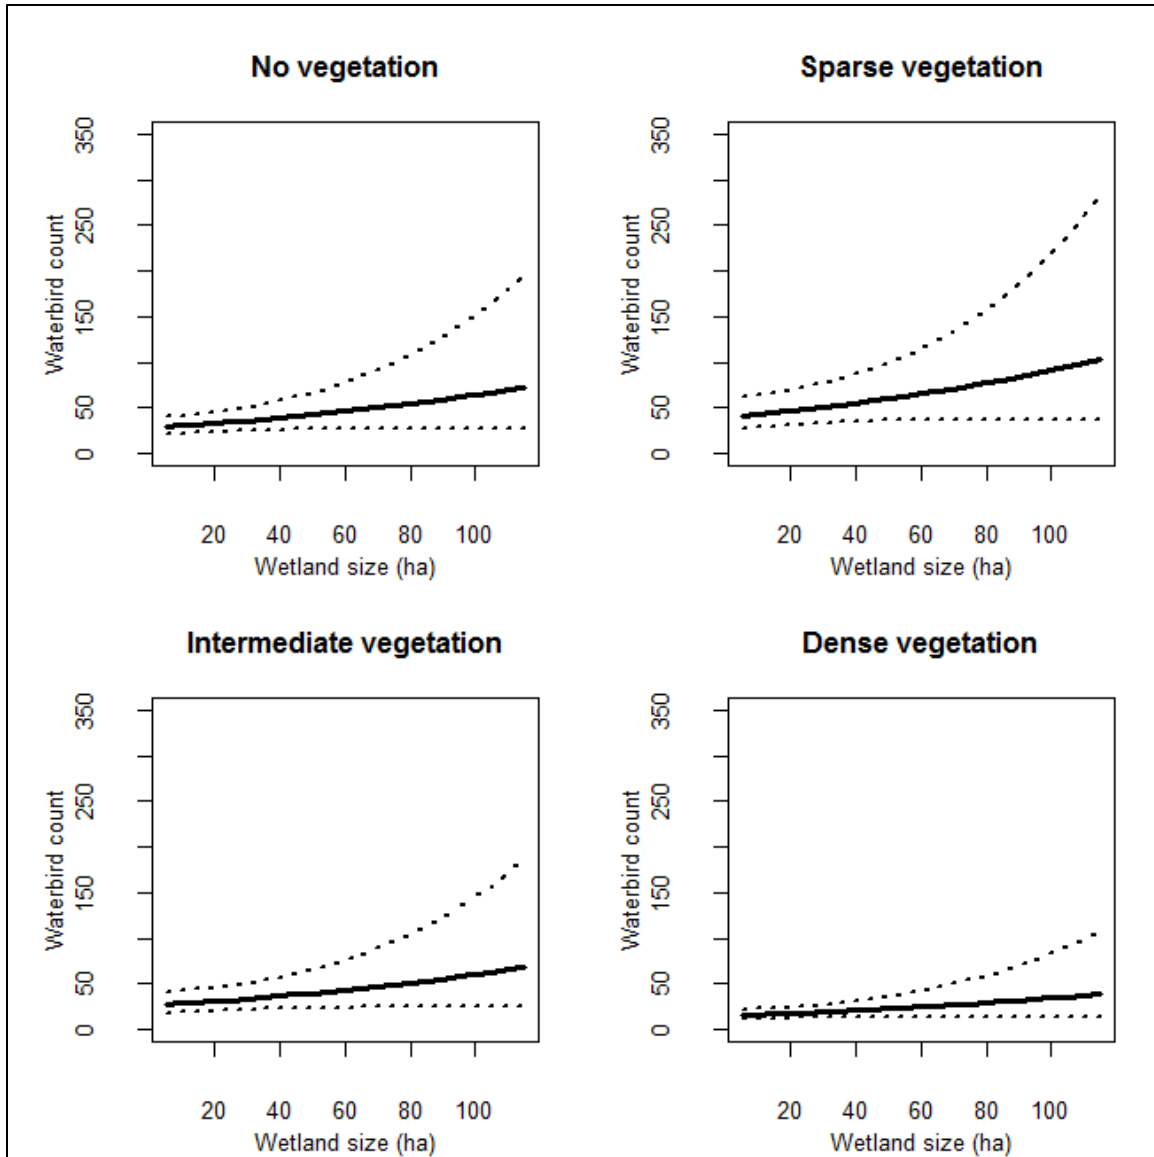 No vegetation
Waterbird count
0 50 150 250 350
20 40 60 80 100
Wetland size (ha)
Sparse vegetation
Waterbird count
0 50 150 250 350
20 40 60 80 100
Wetland size (ha)
Intermediate vegetation
Waterbird count
0 50 150 250 350
20 40 60 80 100
Wetland size (ha)
Dense vegetation
Waterbird count
0 50 150 250 350
20 40 60 80 100
Wetland size (ha)